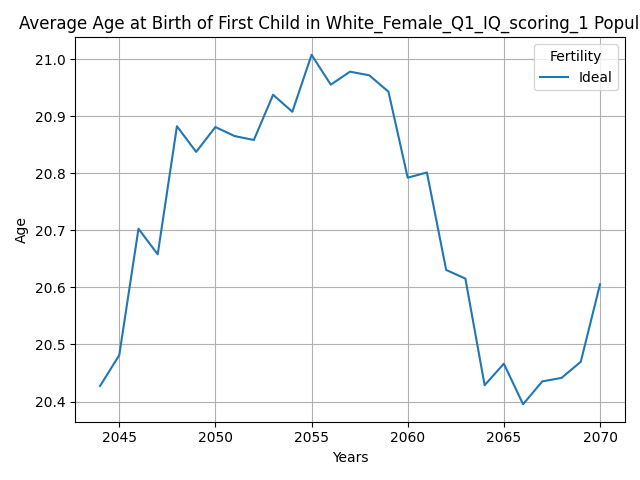 Average Age at Birth of First Child in White_Female_Q1_IQ_scoring_1 Popul
Fertility
Ideal
21.0
20.9
20.8
20.7
20.6
20.5
20.4
Age
2045 2050 2055 2060 2065 2070
Years